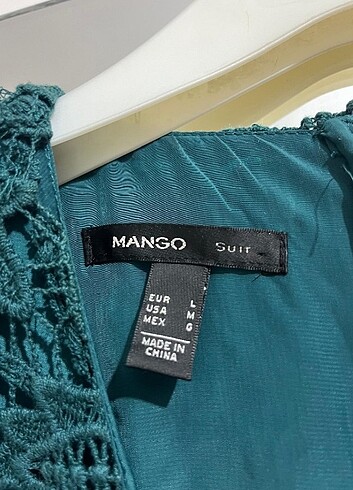 MANGO SUIT
EUR L
USA M
MEX G
MADE IN
CHINA